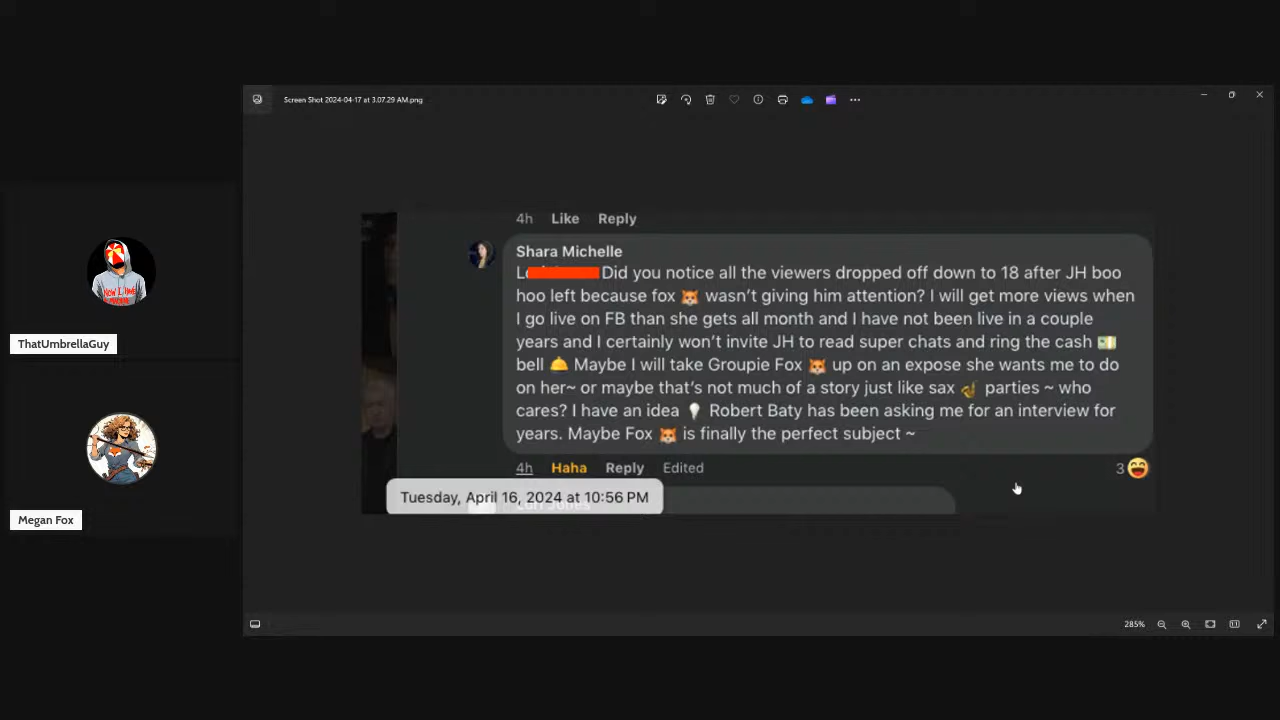 Screen Shot 2024-04-17 at 3.07.29 AM.png
4h Like Reply
Shara Michelle
Did you notice all the viewers dropped off down to 18 after JH boo
hoo left because fox 🦊 wasn't giving him attention? I will get more views when
I go live on FB than she gets all month and I have not been live in a couple
years and I certainly won't invite JH to read super chats and ring the cash 💵
bell 🛎️ Maybe I will take Groupie Fox 🦊 up on an expose she wants me to do
on her~ or maybe that's not much of a story just like sax 🎷 parties ~ who
cares? I have an idea 💡 Robert Baty has been asking me for an interview for
years. Maybe Fox 🦊 is finally the perfect subject ~
4h Haha Reply Edited 3
Tuesday, April 16, 2024 at 10:56 PM
ThatUmbrellaGuy
Megan Fox
285%